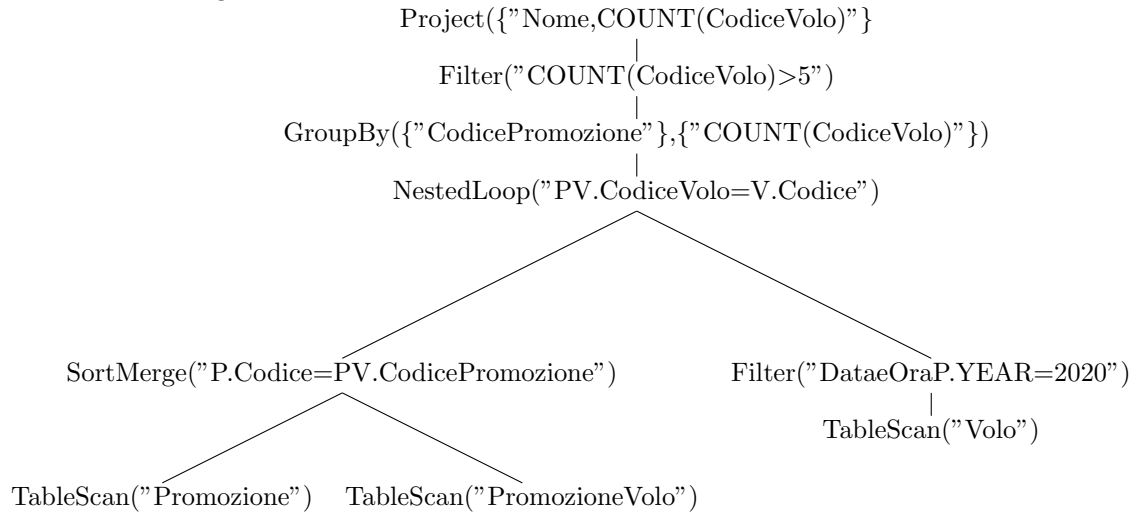 Project({"Nome,COUNT(CodiceVolo)"}
Filter("COUNT(CodiceVolo)>5")
GroupBy({"CodicePromozione"},{"COUNT(CodiceVolo)"})
NestedLoop("PV.CodiceVolo=V.Codice")
SortMerge("P.Codice=PV.CodicePromozione") Filter("DataeOraP.YEAR=2020")
TableScan("Volo")
TableScan("Promozione") TableScan("PromozioneVolo")